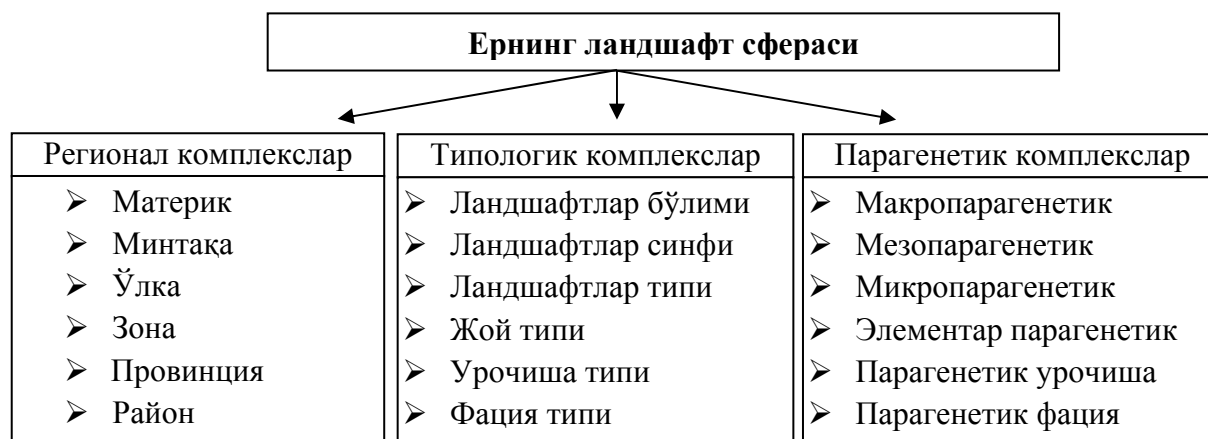 Ернинг ландшафт сфераси
Регионал комплекслар
➢ Материк
➢ Минтақа
➢ Ўлка
➢ Зона
➢ Провинция
➢ Район
Типологик комплекслар
➢ Ландшафтлар бўлими
➢ Ландшафтлар синфи
➢ Ландшафтлар типи
➢ Жой типи
➢ Урочиша типи
➢ Фация типи
Парагенетик комплекслар
➢ Макропарагенетик
➢ Мезопарагенетик
➢ Микропарагенетик
➢ Элементар парагенетик
➢ Парагенетик урочиша
➢ Парагенетик фация